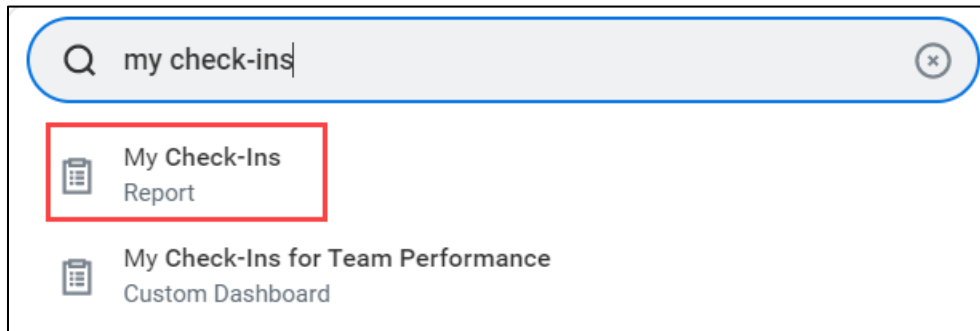 my check-ins
My Check-Ins
Report
My Check-Ins for Team Performance
Custom Dashboard